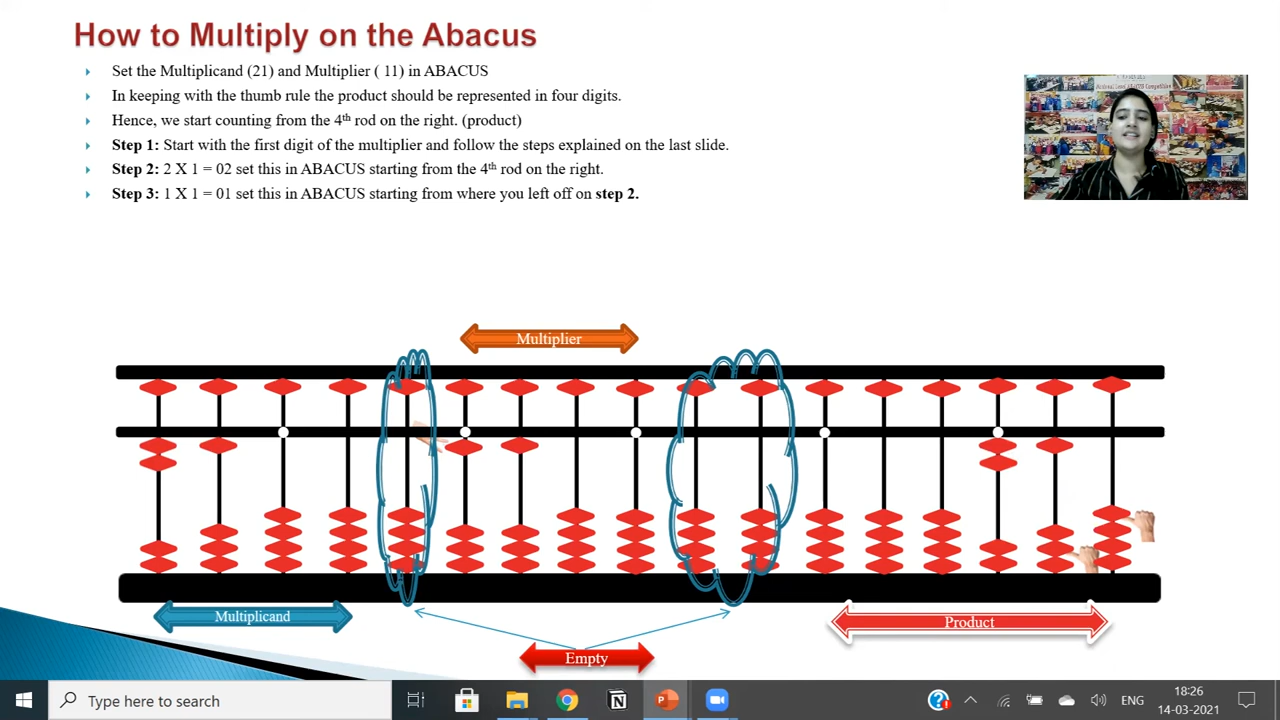 How to Multiply on the Abacus
Set the Multiplicand (21) and Multiplier ( 11) in ABACUS
In keeping with the thumb rule the product should be represented in four digits.
Hence, we start counting from the 4th rod on the right. (product)
Step 1: Start with the first digit of the multiplier and follow the steps explained on the last slide.
Step 2: 2 X 1 = 02 set this in ABACUS starting from the 4th rod on the right.
Step 3: 1 X 1 = 01 set this in ABACUS starting from where you left off on step 2.
Multiplier
Multiplicand
Product
Empty
Type here to search
ENG
18:26
14-03-2021